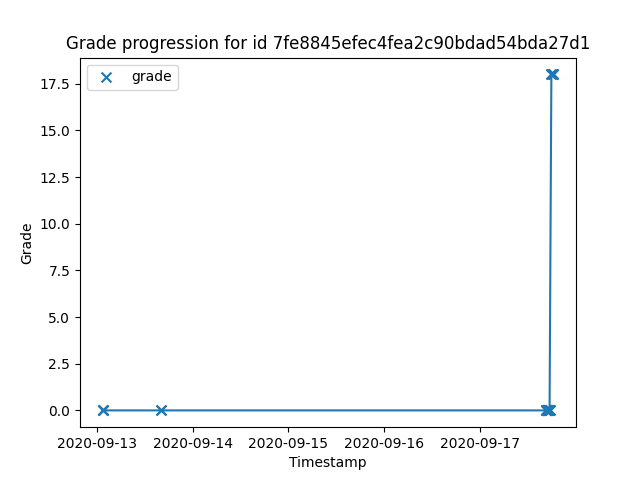 Grade progression for id 7fe8845efec4fea2c90bdad54bda27d1
grade
17.5
15.0
12.5
10.0
7.5
5.0
2.5
0.0
Grade
2020-09-13 2020-09-14 2020-09-15 2020-09-16 2020-09-17
Timestamp